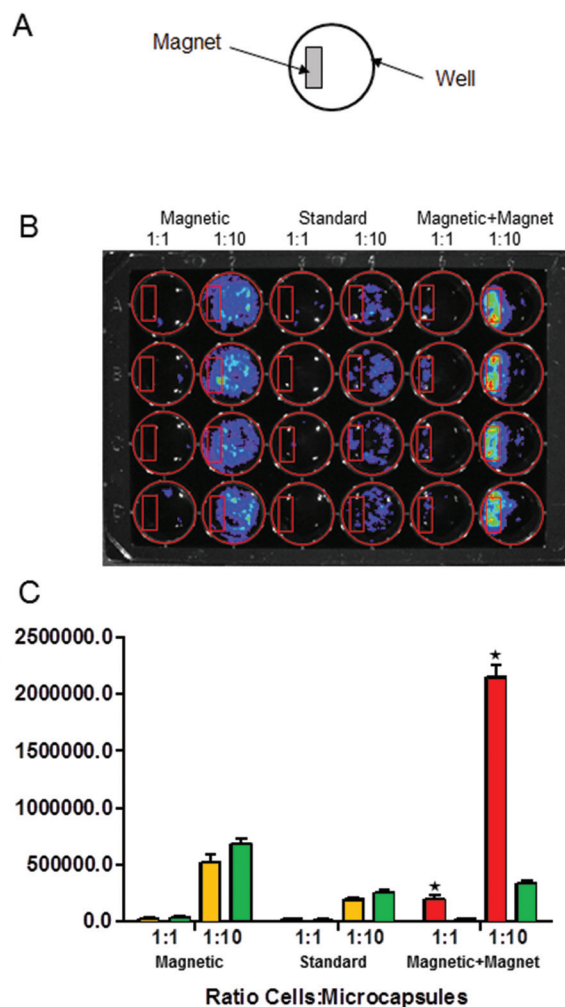 A
Magnet
Well
B
Magnetic Standard Magnetic+Magnet
1:1 1:10 1:1 1:10 1:1 1:10
C
2500000.0
2000000.0
1500000.0
1000000.0
500000.0
0.0
★
★
1:1 1:10 1:1 1:10 1:1 1:10
Magnetic Standard Magnetic+Magnet
Ratio Cells:Microcapsules